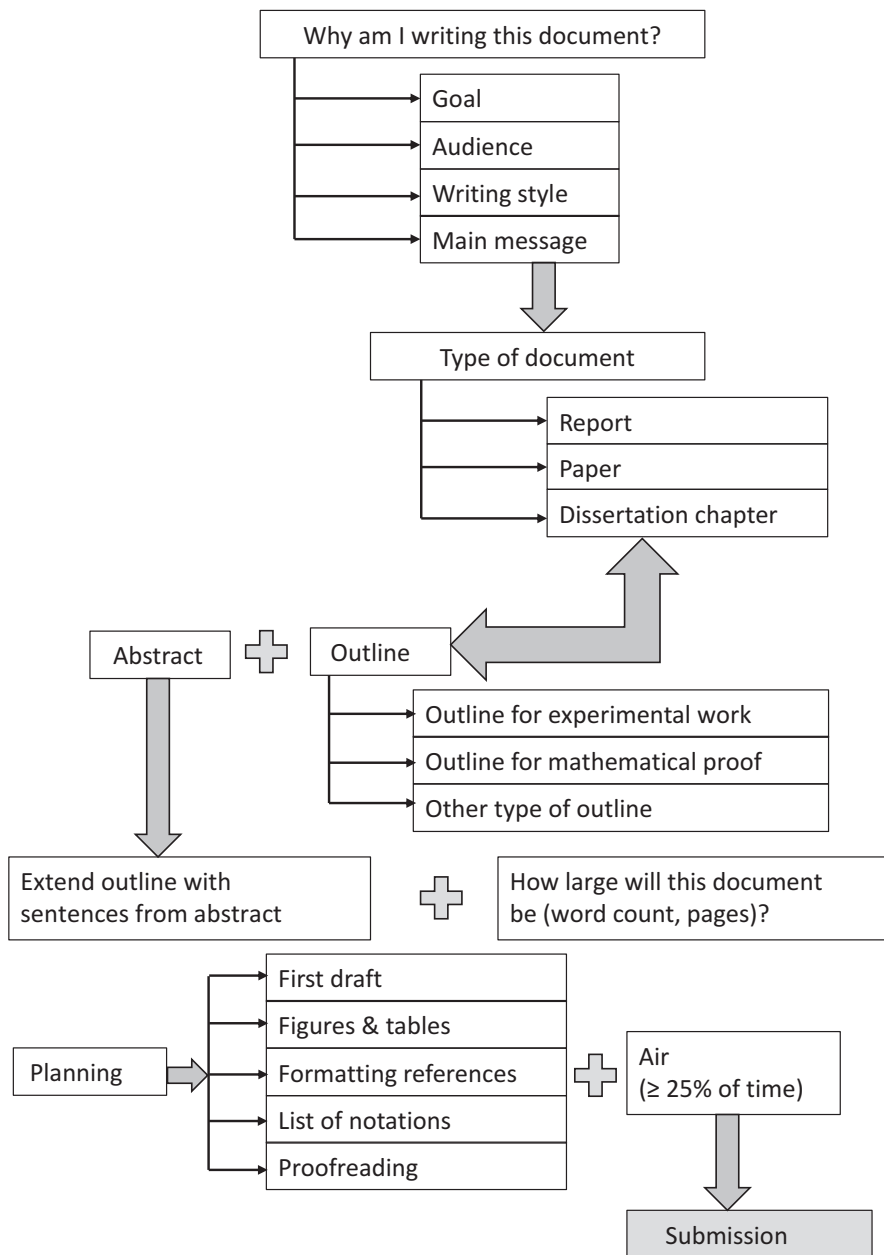 Why am I writing this document?
Goal
Audience
Writing style
Main message
Type of document
Report
Paper
Dissertation chapter
Abstract
Outline
Outline for experimental work
Outline for mathematical proof
Other type of outline
Extend outline with
sentences from abstract
How large will this document
be (word count, pages)?
Planning
First draft
Figures & tables
Formatting references
List of notations
Proofreading
Air
(≥ 25% of time)
Submission